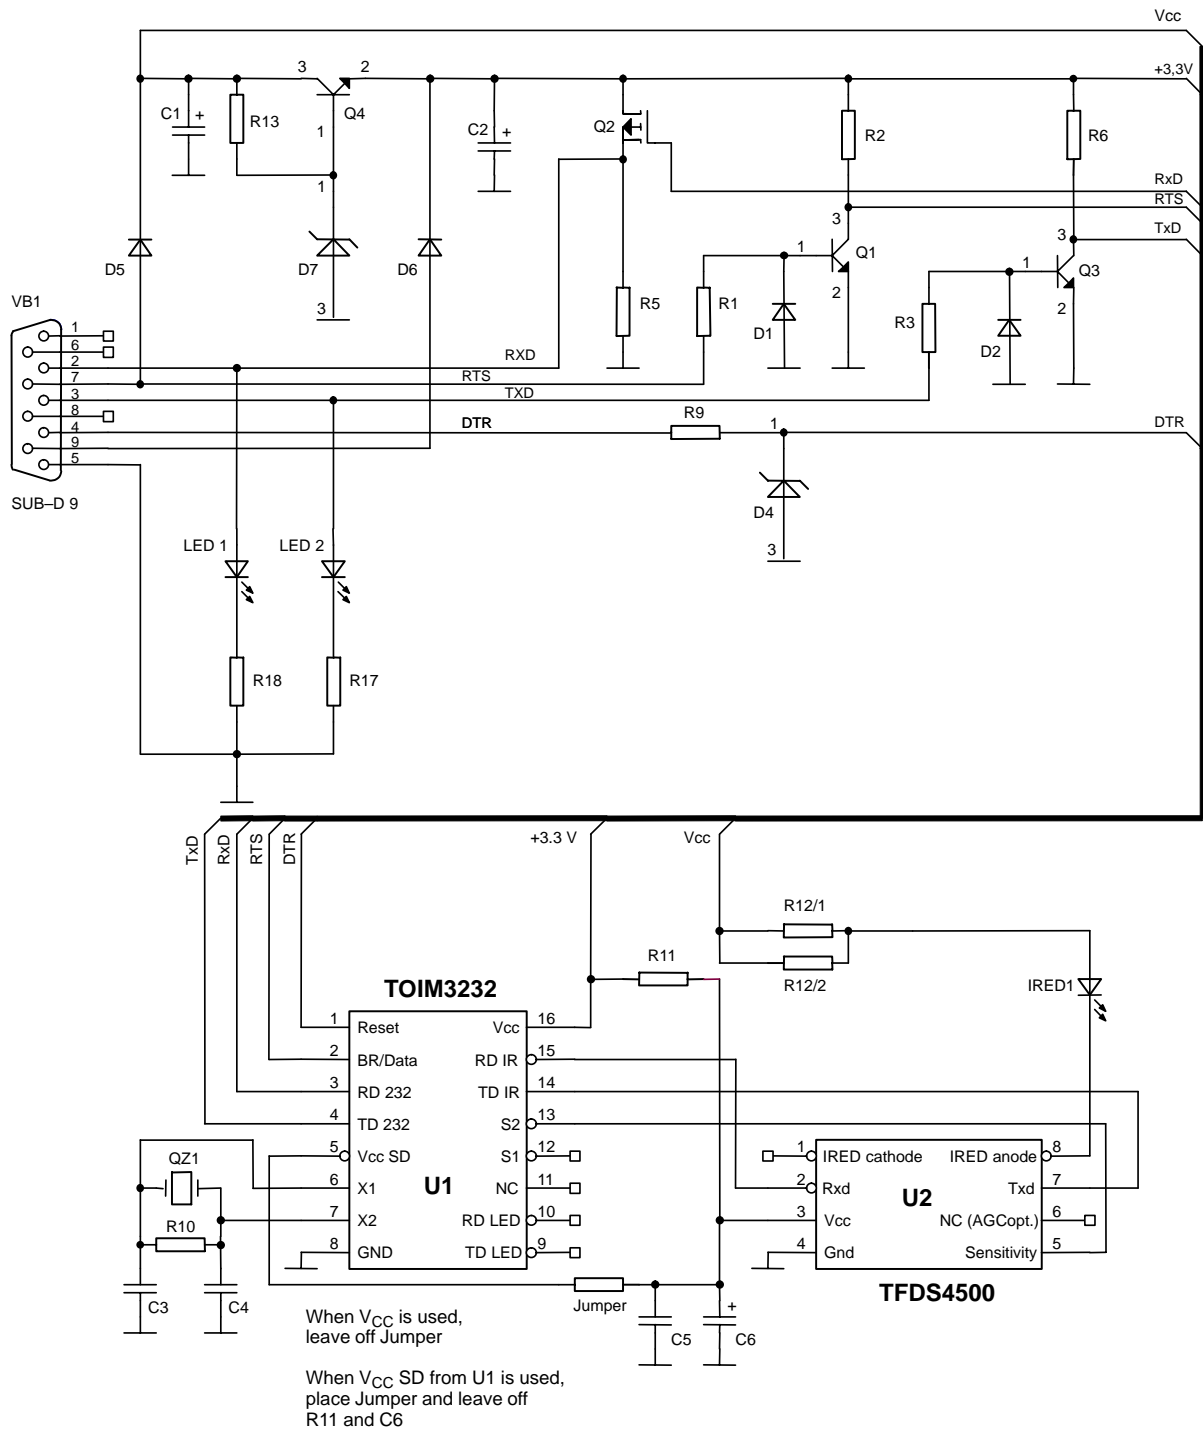 Vcc
3
2
+3,3V
C1
+
R13
1
Q4
C2
+
Q2
R2
R6
1
RxD
RTS
TxD
3
3
D5
D7
D6
1
Q1
1
Q3
2
2
VB1
3
R5
R1
D1
R3
D2
1
6
2
RXD
7
RTS
3
TXD
8
4
DTR
R9
1
DTR
9
5
SUB–D 9
D4
3
LED 1
LED 2
R18
R17
TxD
RxD
RTS
DTR
+3.3 V
Vcc
R12/1
R11
R12/2
IRED1
TOIM3232
1
Reset
Vcc
16
2
BR/Data
RD IR
15
3
RD 232
TD IR
14
4
TD 232
S2
13
5
Vcc SD
S1
12
6
X1
NC
11
7
X2
RD LED
10
8
GND
TD LED
9
U1
QZ1
R10
C3
C4
1
IRED cathode
IRED anode
8
2
Rxd
U2
Txd
7
3
Vcc
NC (AGCopt.)
6
4
Gnd
Sensitivity
5
TFDS4500
Jumper
C5
+
C6
When VCC is used,
leave off Jumper
When VCC SD from U1 is used,
place Jumper and leave off
R11 and C6